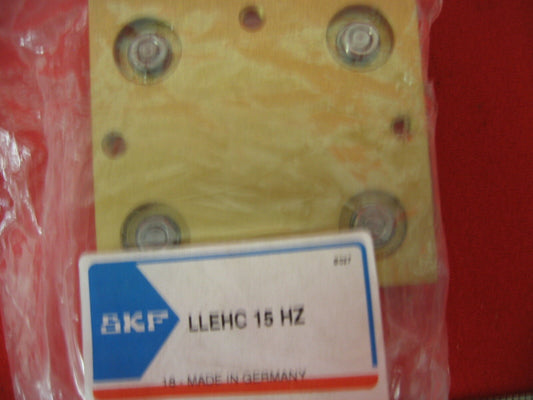 SKF
LLEHC 15 HZ
18 - MADE IN GERMANY